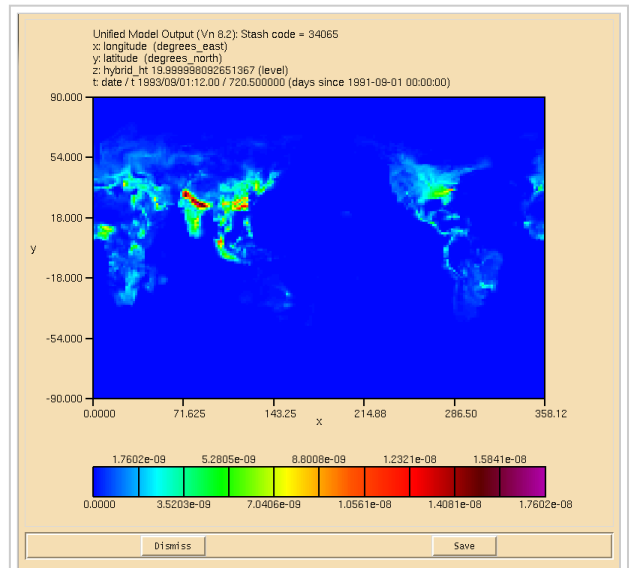 Unified Model Output (Vn 8.2): Stash code = 34065
x: longitude (degrees_east)
y: latitude (degrees_north)
z: hybrid_ht 19.999998092651367 (level)
t: date / t 1993/09/01:12.00 / 720.500000 (days since 1991-09-01 00:00:00)
90.000
54.000
18.000
y
-18.000
-54.000
-90.000
0.0000 71.625 143.25 214.88 286.50 358.12
x
1.7602e-09 5.2805e-09 8.8008e-09 1.2321e-08 1.5841e-08
0.0000 3.5203e-09 7.0406e-09 1.0561e-08 1.4081e-08 1.7602e-08
Dismiss Save